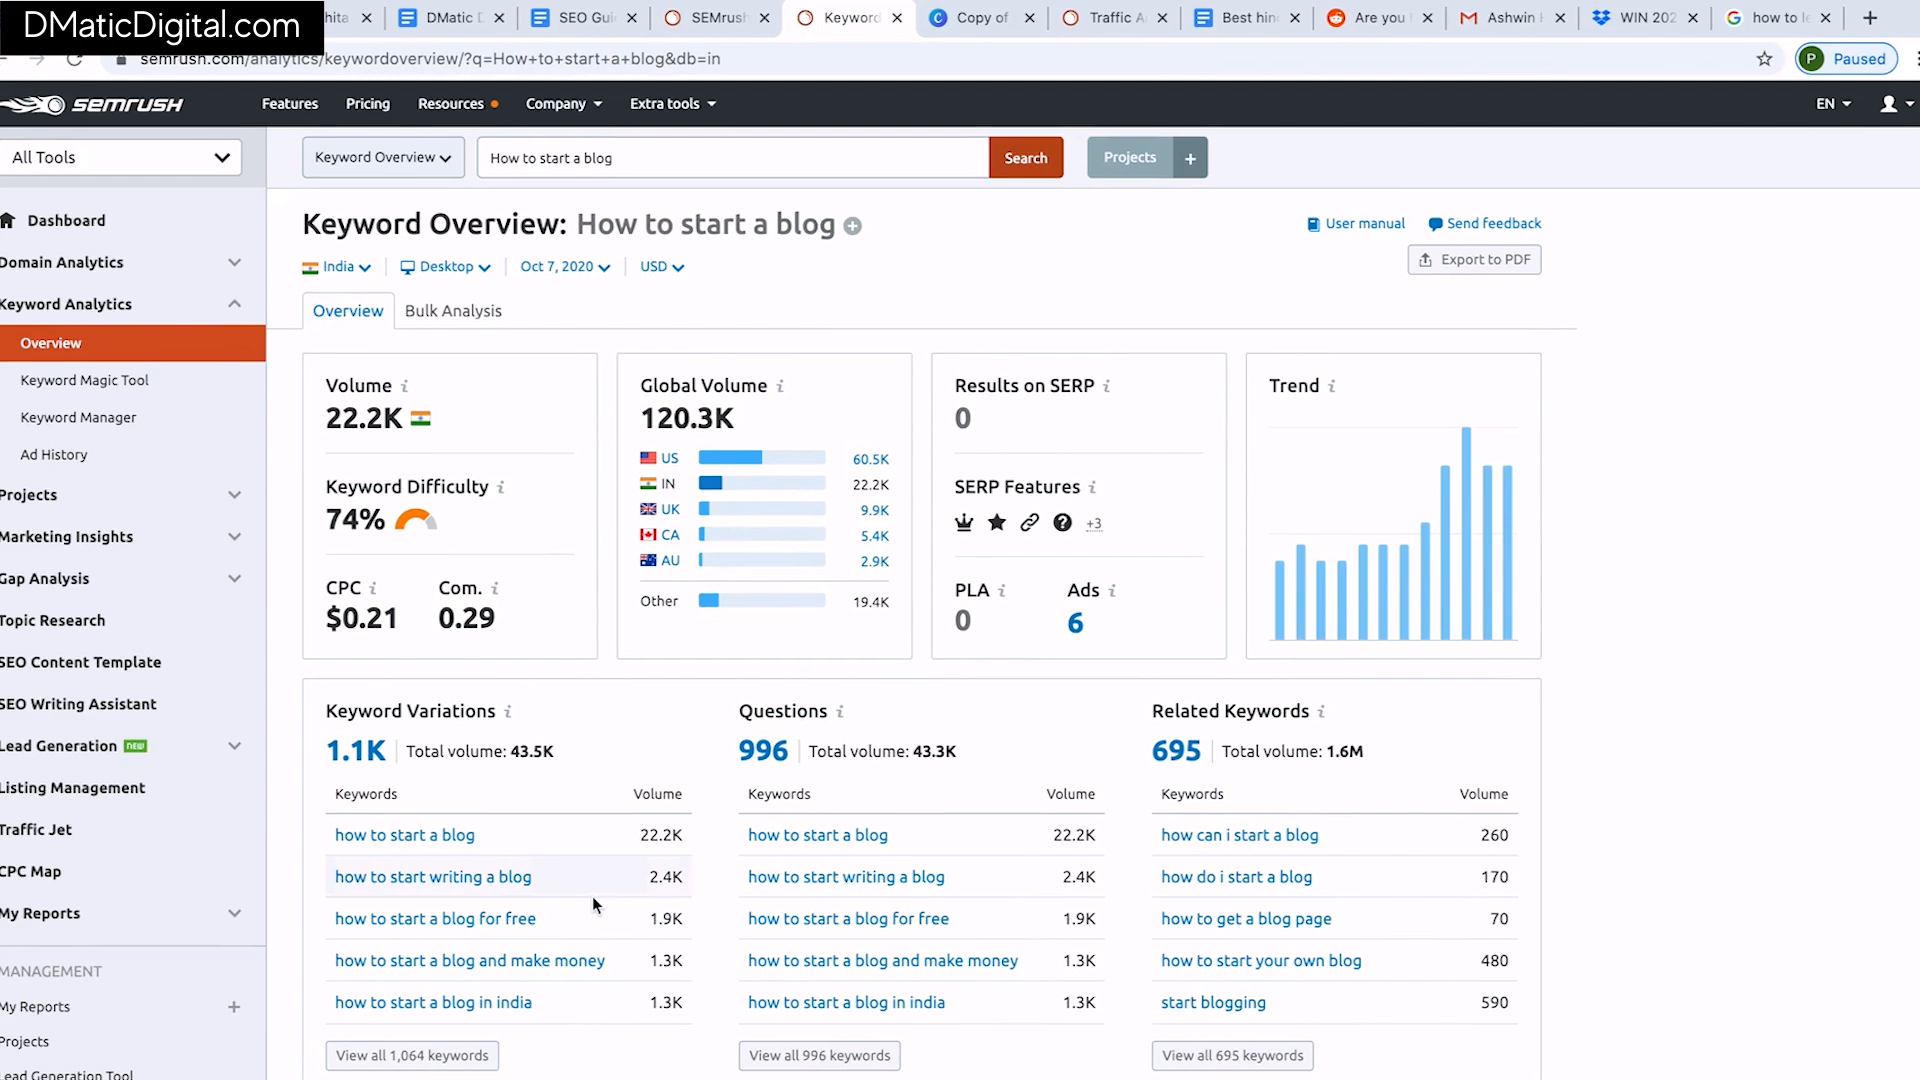 DMaticDigital.com
DMatic
SEO Gui
SEMrush
Keyword
Copy of
Traffic A
Best hin
Are you
Ashwin
WIN 202
how to le
semrush.com/analytics/keywordoverview/?q=How+to+start+a+blog&db=in
P Paused
SEMRUSH
Features
Pricing
Resources
Company
Extra tools
EN
All Tools
Keyword Overview
How to start a blog
Search
Projects
+
Dashboard
Domain Analytics
Keyword Analytics
Overview
Keyword Magic Tool
Keyword Manager
Ad History
Projects
Marketing Insights
Gap Analysis
Topic Research
SEO Content Template
SEO Writing Assistant
Lead Generation NEW
Listing Management
Traffic Jet
CPC Map
My Reports
MANAGEMENT
My Reports +
Projects
Lead Generation Tool
Keyword Overview: How to start a blog
User manual
Send feedback
India
Desktop
Oct 7, 2020
USD
Export to PDF
Overview
Bulk Analysis
Volume i
22.2K
Keyword Difficulty i
74%
CPC i
$0.21
Com. i
0.29
Global Volume i
120.3K
US 60.5K
IN 22.2K
UK 9.9K
CA 5.4K
AU 2.9K
Other 19.4K
Results on SERP i
0
SERP Features i
+3
PLA i
0
Ads i
6
Trend i
Keyword Variations i
1.1K Total volume: 43.5K
Keywords Volume
how to start a blog 22.2K
how to start writing a blog 2.4K
how to start a blog for free 1.9K
how to start a blog and make money 1.3K
how to start a blog in india 1.3K
View all 1,064 keywords
Questions i
996 Total volume: 43.3K
Keywords Volume
how to start a blog 22.2K
how to start writing a blog 2.4K
how to start a blog for free 1.9K
how to start a blog and make money 1.3K
how to start a blog in india 1.3K
View all 996 keywords
Related Keywords i
695 Total volume: 1.6M
Keywords Volume
how can i start a blog 260
how do i start a blog 170
how to get a blog page 70
how to start your own blog 480
start blogging 590
View all 695 keywords